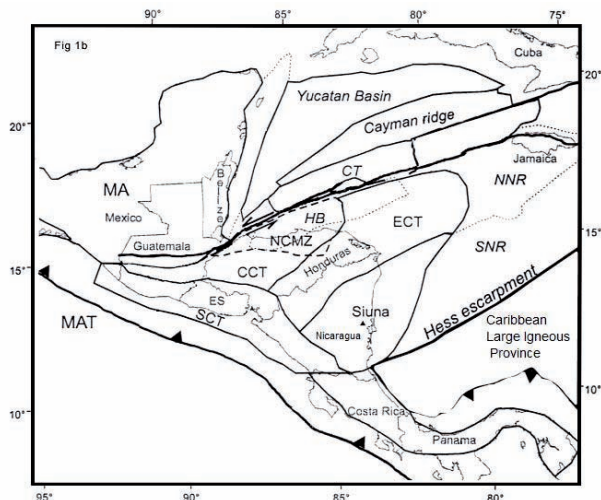 90°
85°
80°
Fig 1b
Cuba
20°
Yucatan Basin
Cayman ridge
20°
Jamaica
MA
Belize
CT
NNR
Mexico
HB
ECT
Guatemala
NCMZ
SNR
15°
CCT
Honduras
15°
ES
Hess escarpment
MAT
SCT
Siuna
Caribbean
Large Igneous
Province
Nicaragua
10°
Costa Rica
10°
Panama
95°
90°
85°
80°